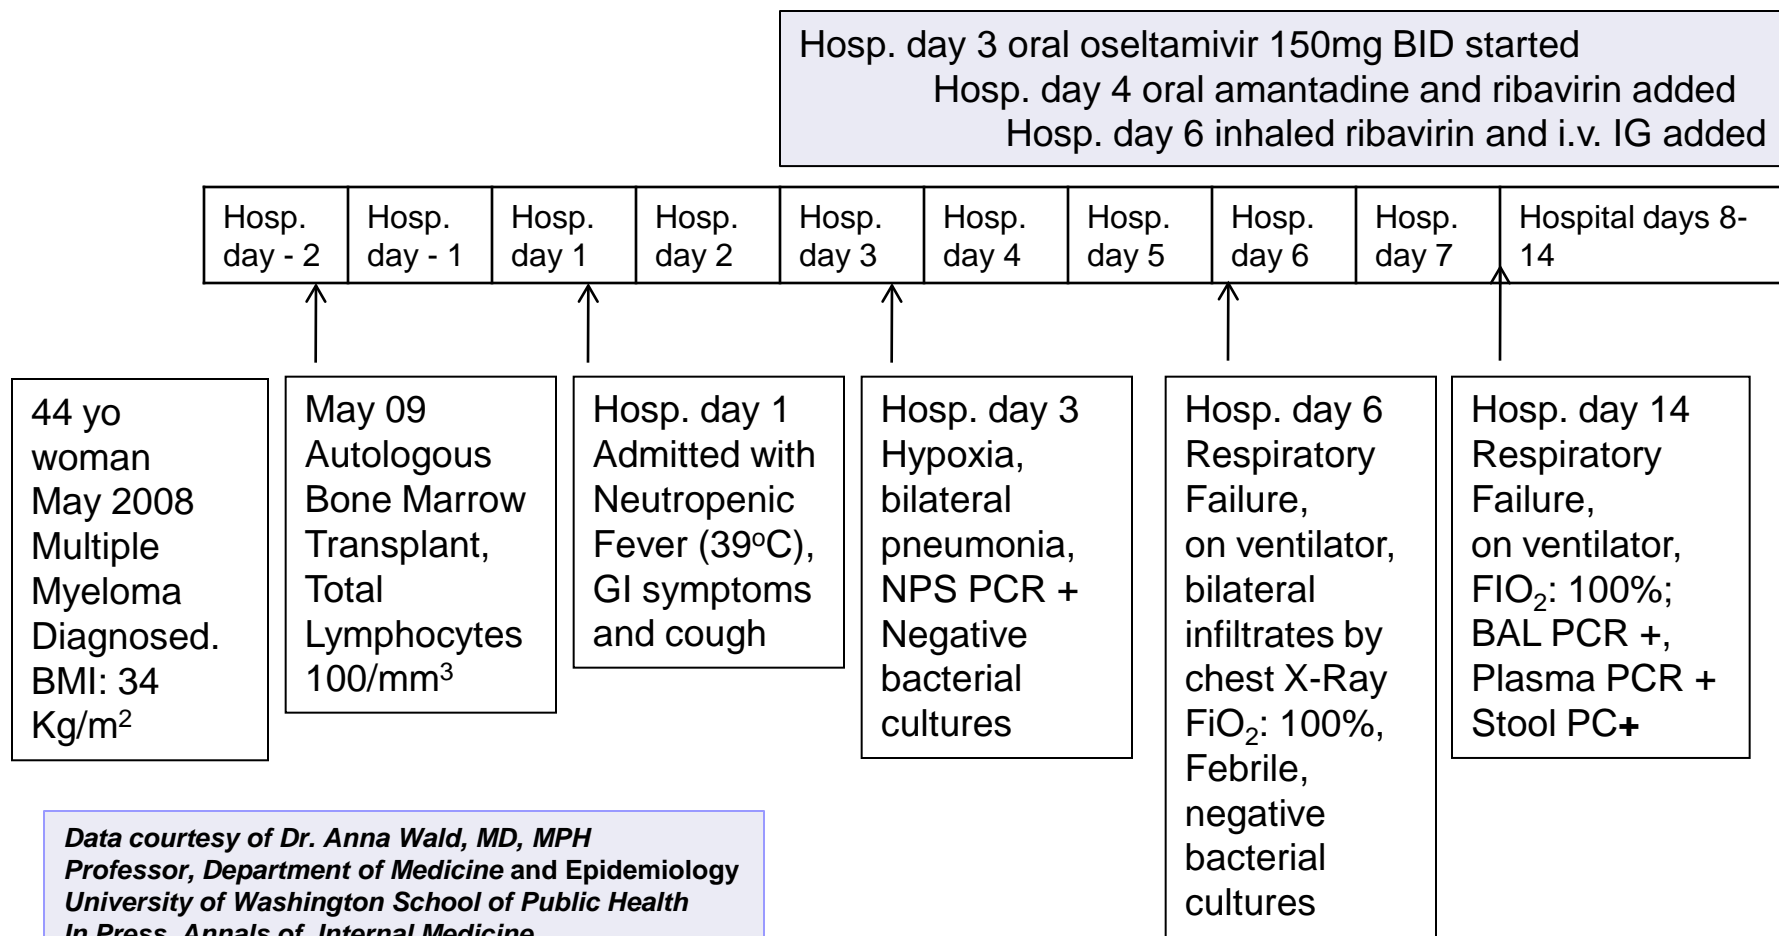 Hosp. day 3 oral oseltamivir 150mg BID started
Hosp. day 4 oral amantadine and ribavirin added
Hosp. day 6 inhaled ribavirin and i.v. IG added
Hosp.
day - 2
Hosp.
day - 1
Hosp.
day 1
Hosp.
day 2
Hosp.
day 3
Hosp.
day 4
Hosp.
day 5
Hosp.
day 6
Hosp.
day 7
Hospital days 8-
14
44 yo
woman
May 2008
Multiple
Myeloma
Diagnosed.
BMI: 34
Kg/m²
May 09
Autologous
Bone Marrow
Transplant,
Total
Lymphocytes
100/mm³
Hosp. day 1
Admitted with
Neutropenic
Fever (39ºC),
GI symptoms
and cough
Hosp. day 3
Hypoxia,
bilateral
pneumonia,
NPS PCR +
Negative
bacterial
cultures
Hosp. day 6
Respiratory
Failure,
on ventilator,
bilateral
infiltrates by
chest X-Ray
FiO₂: 100%,
Febrile,
negative
bacterial
cultures
Hosp. day 14
Respiratory
Failure,
on ventilator,
FIO₂: 100%;
BAL PCR +,
Plasma PCR +
Stool PC+
Data courtesy of Dr. Anna Wald, MD, MPH
Professor, Department of Medicine and Epidemiology
University of Washington School of Public Health
In Press, Annals of Internal Medicine